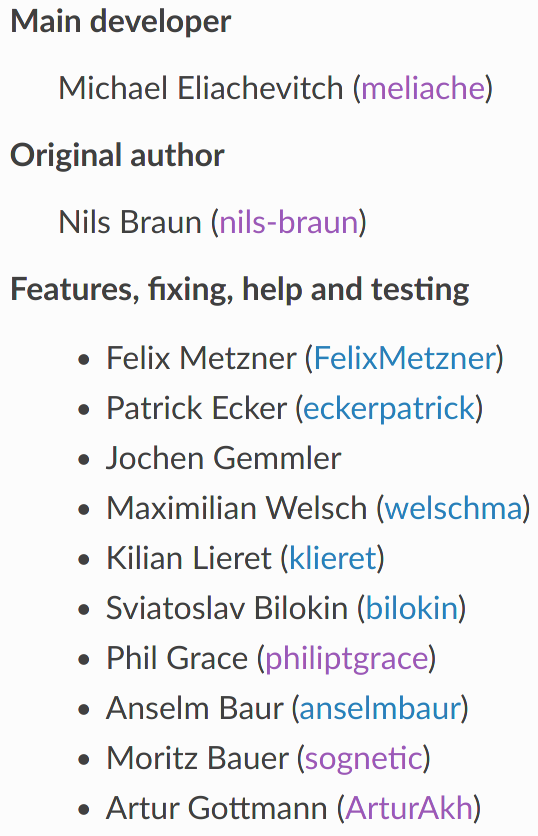 Main developer
Michael Eliachevitch (meliache)
Original author
Nils Braun (nils-braun)
Features, fixing, help and testing
• Felix Metzner (FelixMetzner)
• Patrick Ecker (eckerpatrick)
• Jochen Gemmler
• Maximilian Welsch (welschma)
• Kilian Lieret (klieret)
• Sviatoslav Bilokin (bilokin)
• Phil Grace (philiptgrace)
• Anselm Baur (anselmbaur)
• Moritz Bauer (sognetic)
• Artur Gottmann (ArturAkh)